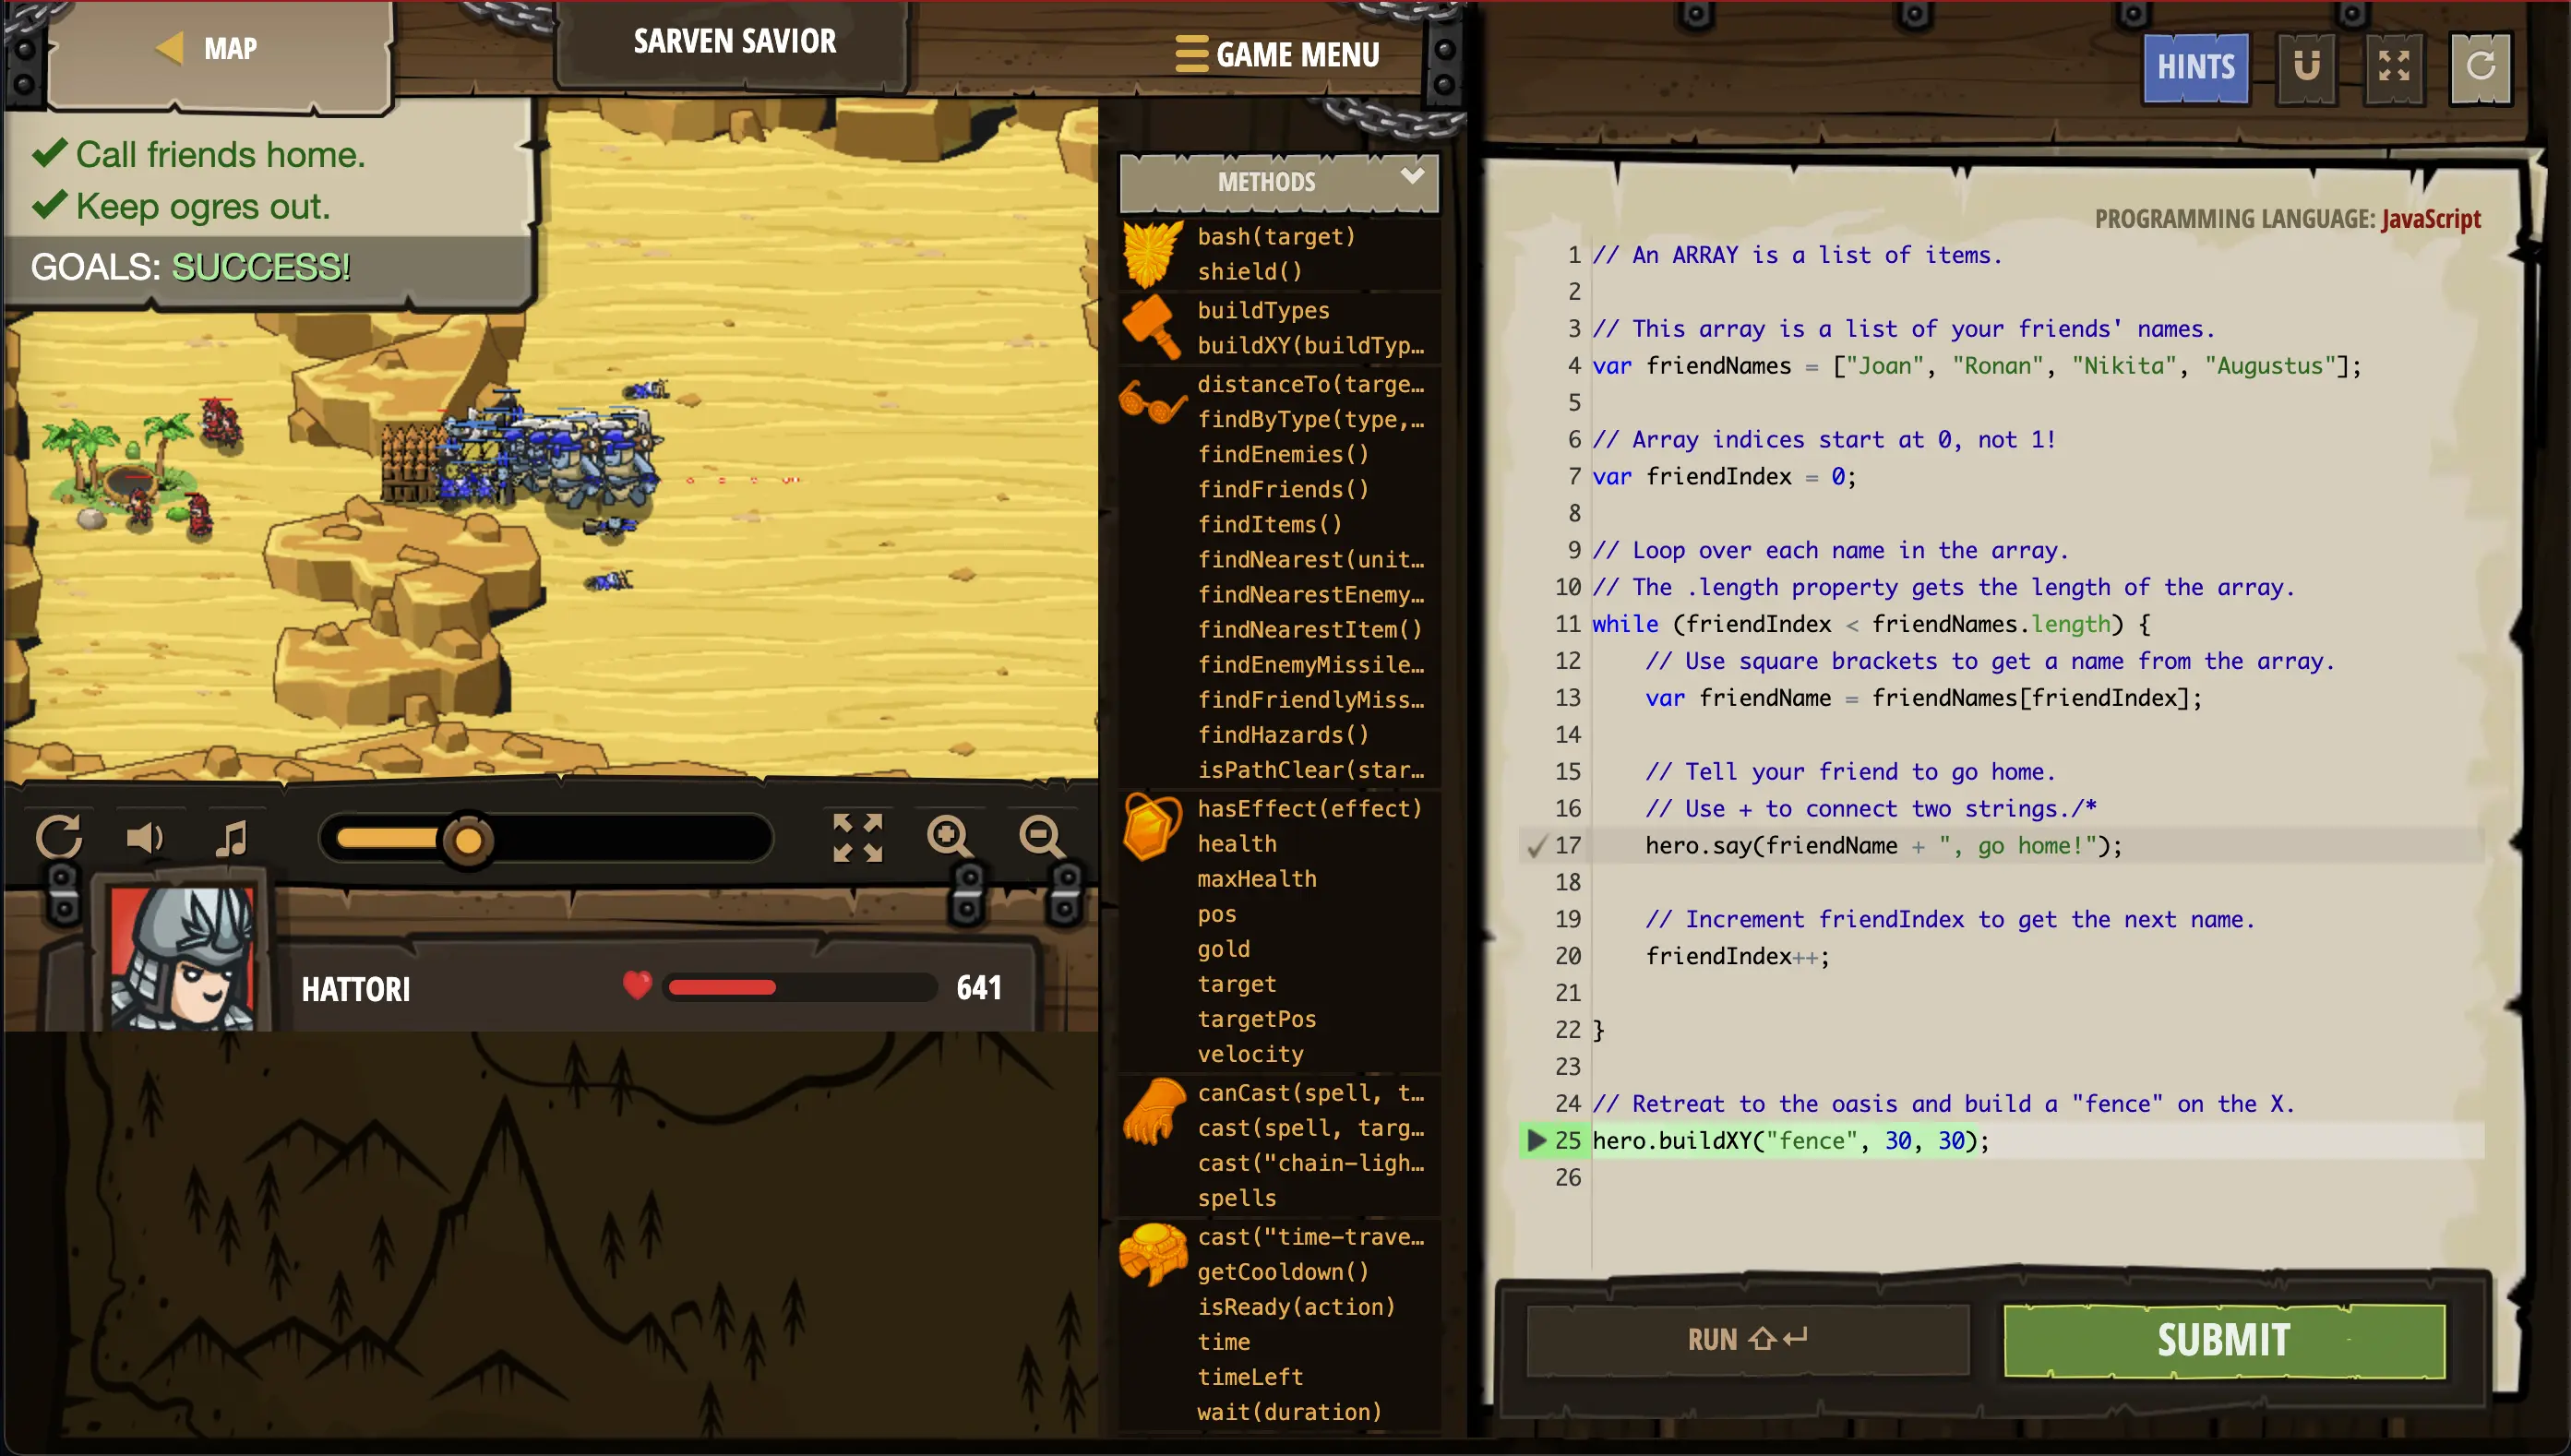 MAP
SARVEN SAVIOR
GAME MENU
HINTS
Call friends home.
Keep ogres out.
GOALS: SUCCESS!
METHODS
bash(target)
shield()
buildTypes
buildXY(buildTyp…
distanceTo(targe…
findByType(type,…
findEnemies()
findFriends()
findItems()
findNearest(unit…
findNearestEnemy…
findNearestItem()
findEnemyMissile…
findFriendlyMiss…
findHazards()
isPathClear(star…
hasEffect(effect)
health
maxHealth
pos
gold
target
targetPos
velocity
canCast(spell, t…
cast(spell, targ…
cast("chain-ligh…
spells
cast("time-trave…
getCooldown()
isReady(action)
time
timeLeft
wait(duration)
HATTORI
641
PROGRAMMING LANGUAGE: JavaScript
1 // An ARRAY is a list of items.
2
3 // This array is a list of your friends' names.
4 var friendNames = ["Joan", "Ronan", "Nikita", "Augustus"];
5
6 // Array indices start at 0, not 1!
7 var friendIndex = 0;
8
9 // Loop over each name in the array.
10 // The .length property gets the length of the array.
11 while (friendIndex < friendNames.length) {
12     // Use square brackets to get a name from the array.
13     var friendName = friendNames[friendIndex];
14
15     // Tell your friend to go home.
16     // Use + to connect two strings./*
17     hero.say(friendName + ", go home!");
18
19     // Increment friendIndex to get the next name.
20     friendIndex++;
21
22 }
23
24 // Retreat to the oasis and build a "fence" on the X.
25 hero.buildXY("fence", 30, 30);
26
RUN
SUBMIT